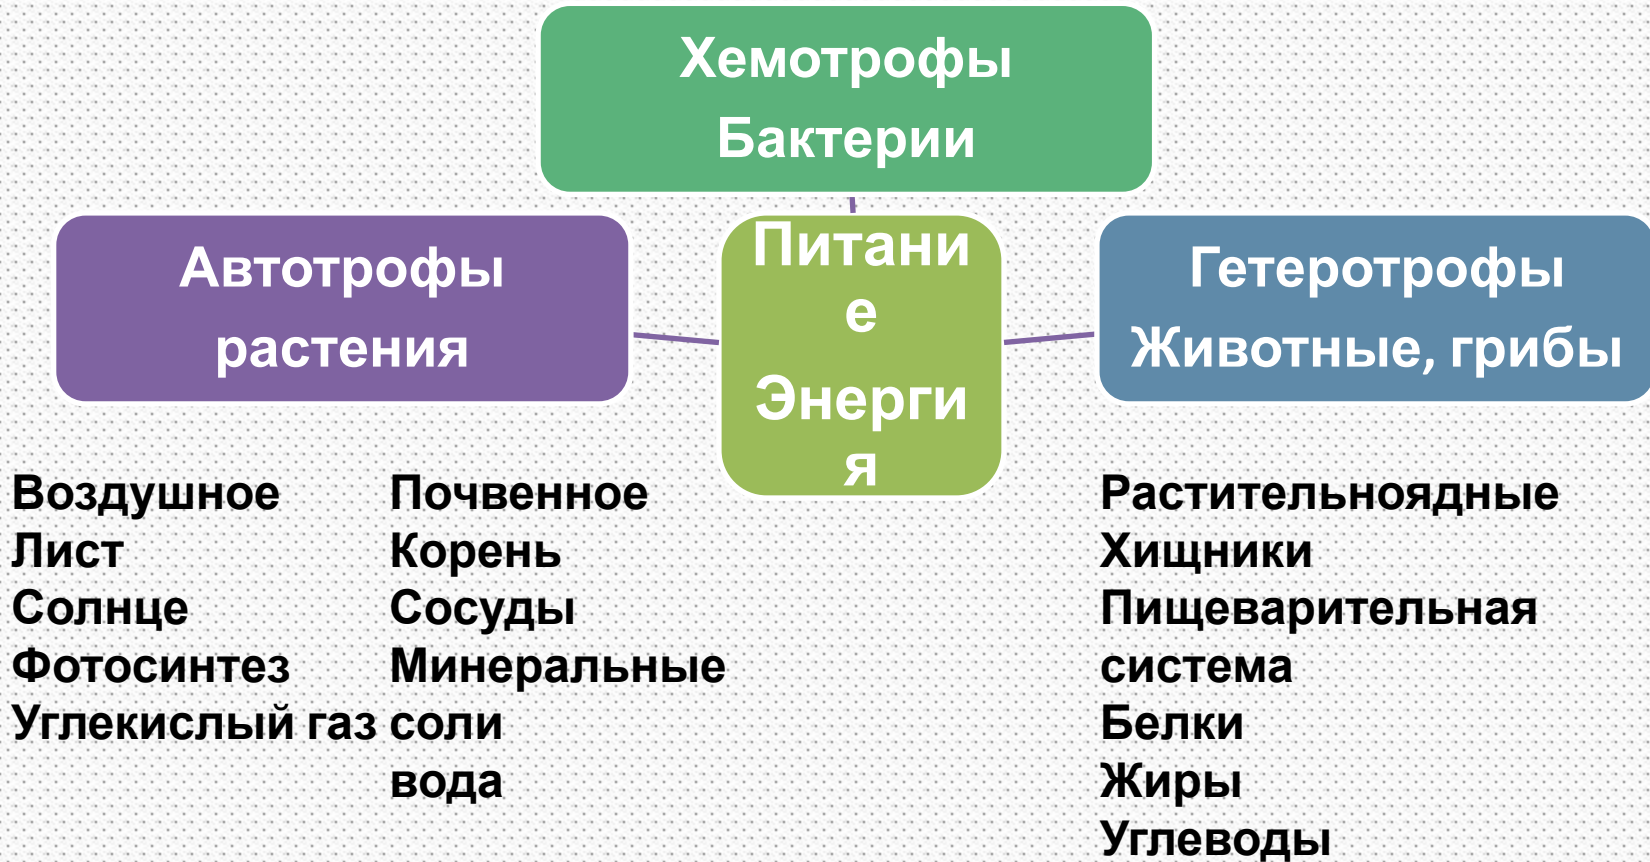 Хемотрофы
Бактерии
Автотрофы
растения
Питани
е
Энерги
я
Гетеротрофы
Животные, грибы
Воздушное
Лист
Солнце
Фотосинтез
Углекислый газ
Почвенное
Корень
Сосуды
Минеральные
соли
вода
Растительноядные
Хищники
Пищеварительная
система
Белки
Жиры
Углеводы